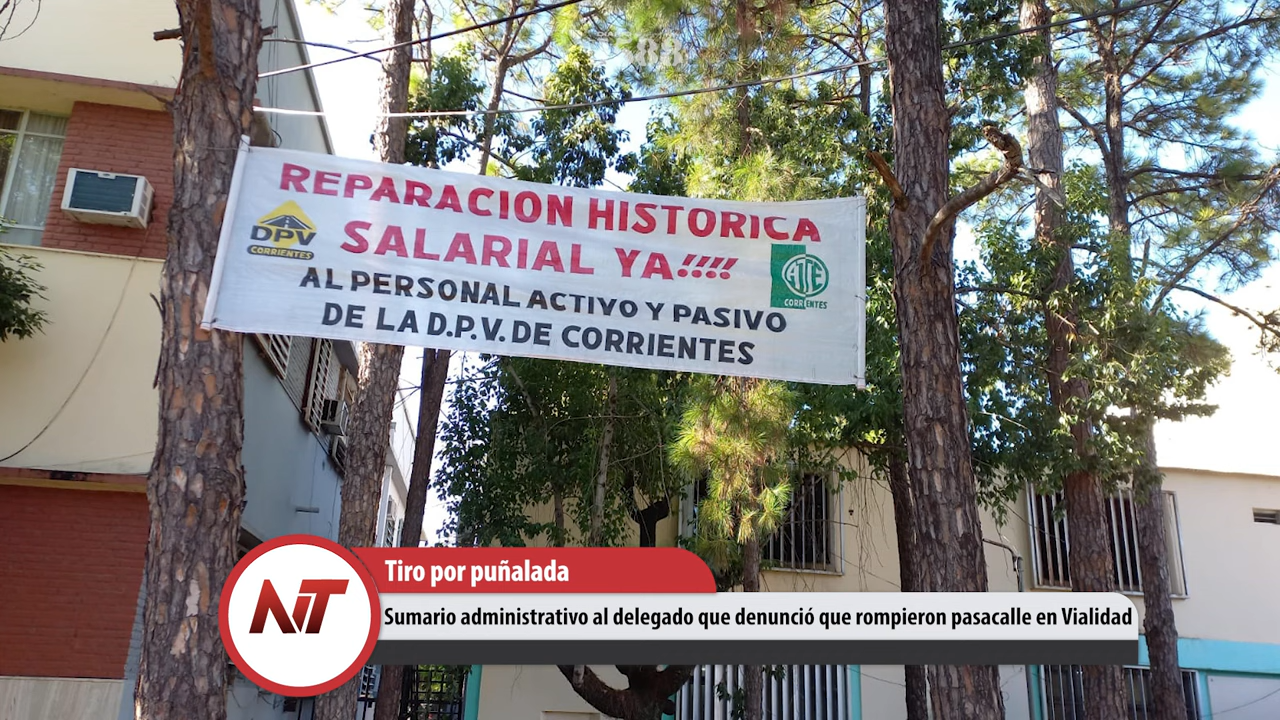 REPARACION HISTORICA
SALARIAL YA!!!!
DPV
CORRIENTES
ATE
CORRIENTES
AL PERSONAL ACTIVO Y PASIVO
DE LA D.P.V. DE CORRIENTES
NT
Tiro por puñalada
Sumario administrativo al delegado que denunció que rompieron pasacalle en Vialidad